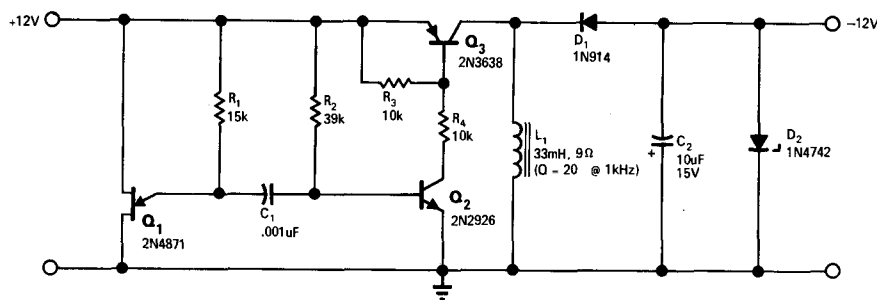 +12V
−12V
Q3
2N3638
D1
1N914
R1
15k
R2
39k
R3
10k
R4
10k
L1
33mH, 9Ω
(Q − 20 @ 1kHz)
C2
10uF
15V
+
D2
1N4742
Q1
2N4871
C1
.001uF
Q2
2N2926